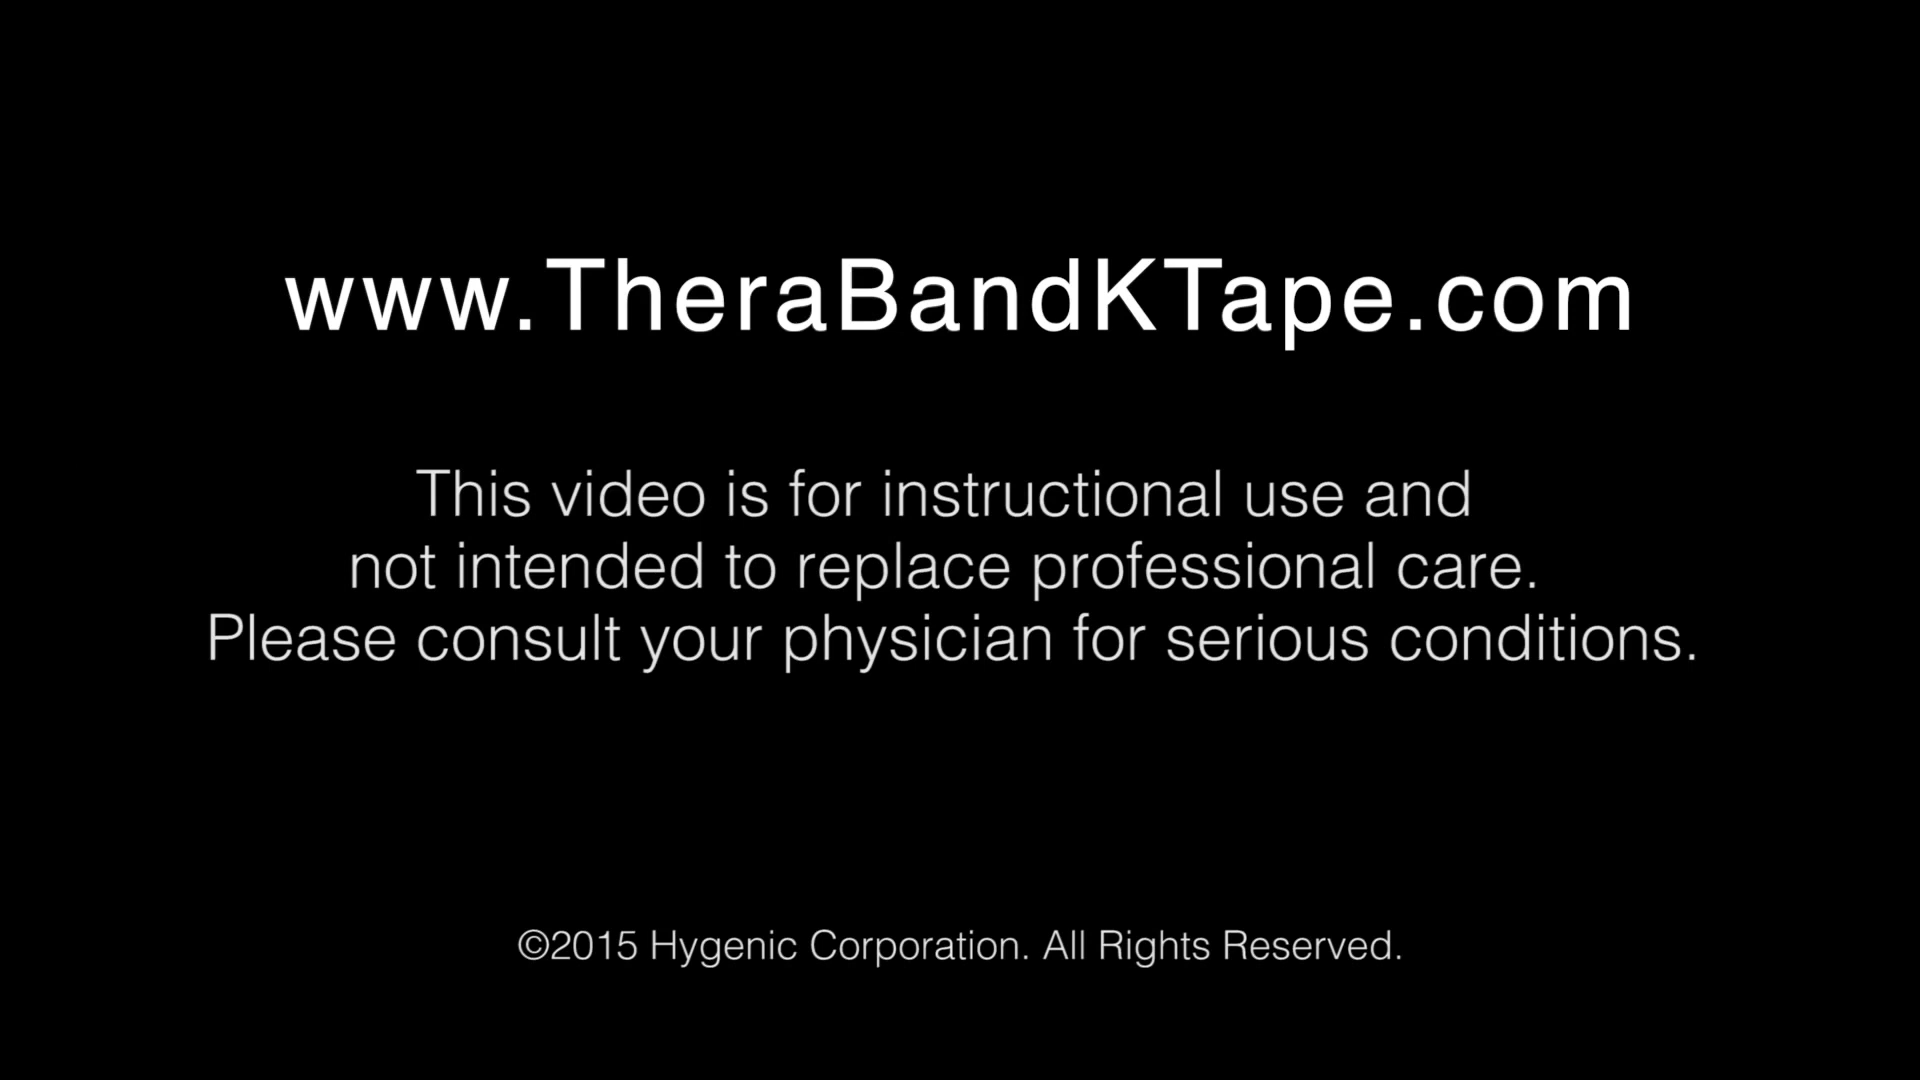 www.TheraBandKTape.com
This video is for instructional use and
not intended to replace professional care.
Please consult your physician for serious conditions.
©2015 Hygenic Corporation. All Rights Reserved.